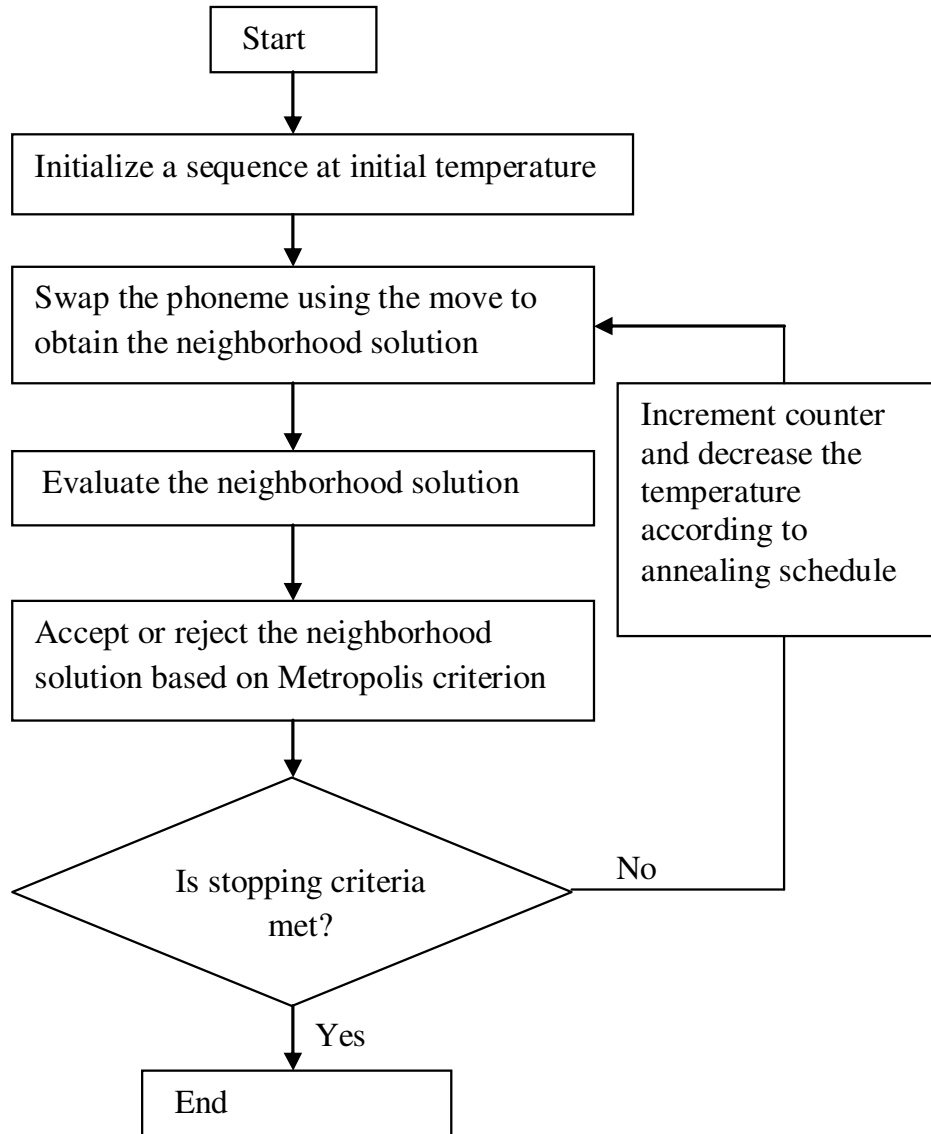 Start
Initialize a sequence at initial temperature
Swap the phoneme using the move to
obtain the neighborhood solution
Evaluate the neighborhood solution
Accept or reject the neighborhood
solution based on Metropolis criterion
Is stopping criteria
met?
No
Increment counter
and decrease the
temperature
according to
annealing schedule
Yes
End